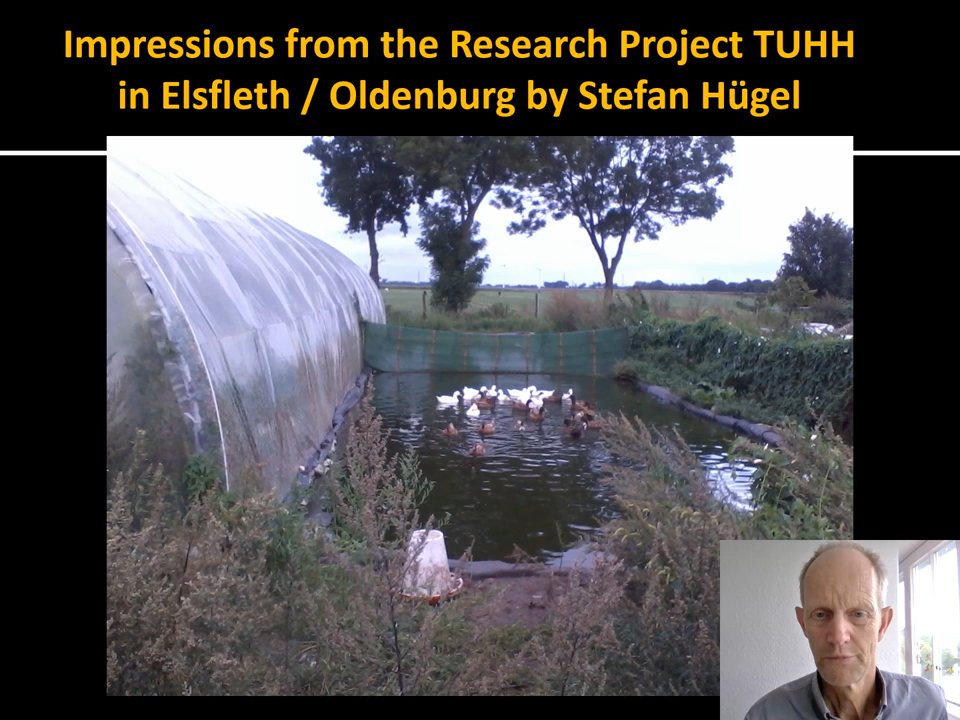 Impressions from the Research Project TUHH
in Elsfleth / Oldenburg by Stefan Hügel